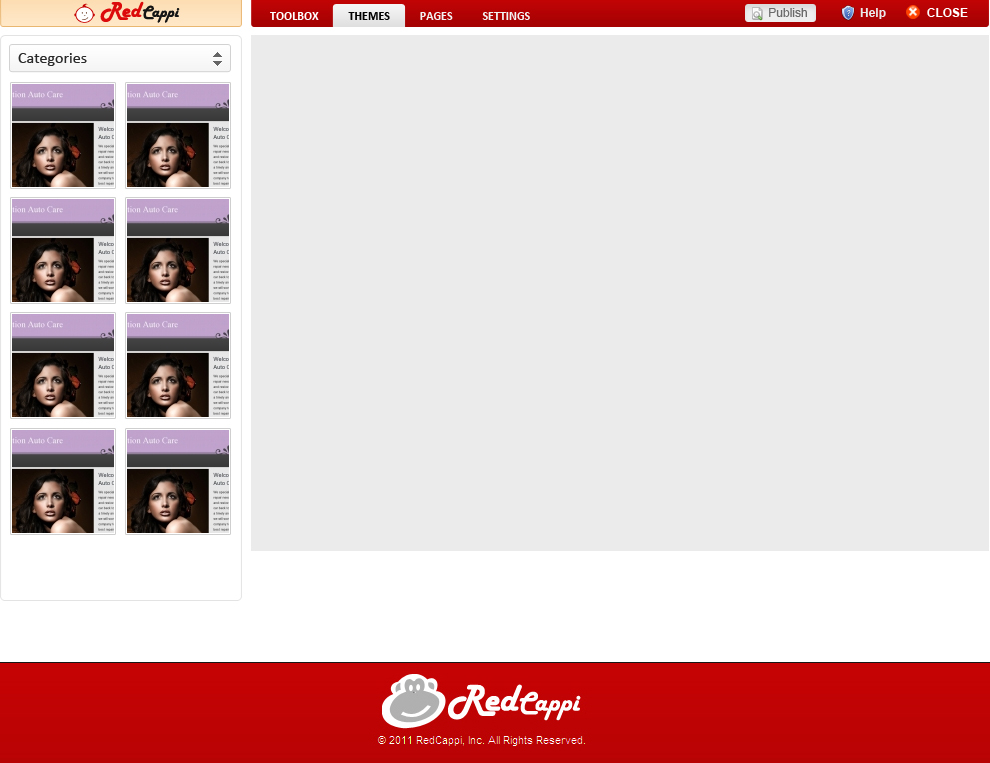 RedCappi
TOOLBOX THEMES PAGES SETTINGS Publish Help CLOSE
Categories
tion Auto Care tion Auto Care
Welco Welco
Auto C Auto C
tion Auto Care tion Auto Care
Welco Welco
Auto C Auto C
tion Auto Care tion Auto Care
Welco Welco
Auto C Auto C
tion Auto Care tion Auto Care
Welco Welco
Auto C Auto C
RedCappi
© 2011 RedCappi, Inc. All Rights Reserved.